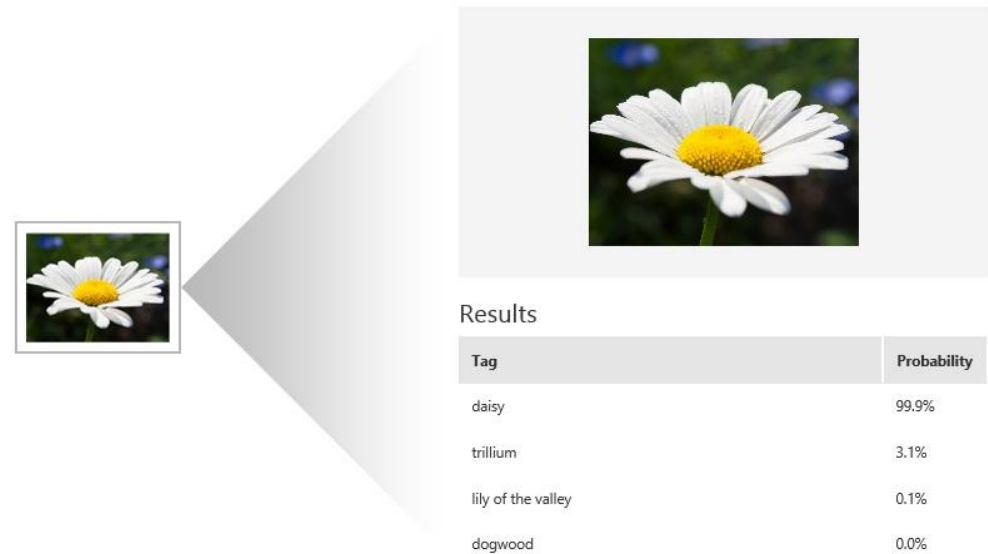 Results
Tag Probability
daisy 99.9%
trillium 3.1%
lily of the valley 0.1%
dogwood 0.0%